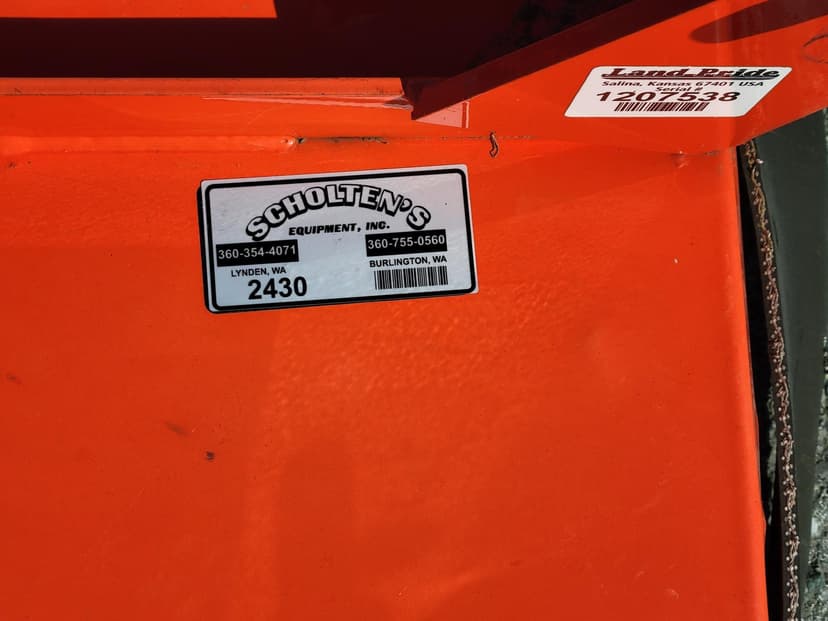 Land Pride
Salina, Kansas 67401 USA
Serial #
1207538
SCHOLTEN'S
EQUIPMENT, INC.
360-354-4071 360-755-0560
LYNDEN, WA BURLINGTON, WA
2430